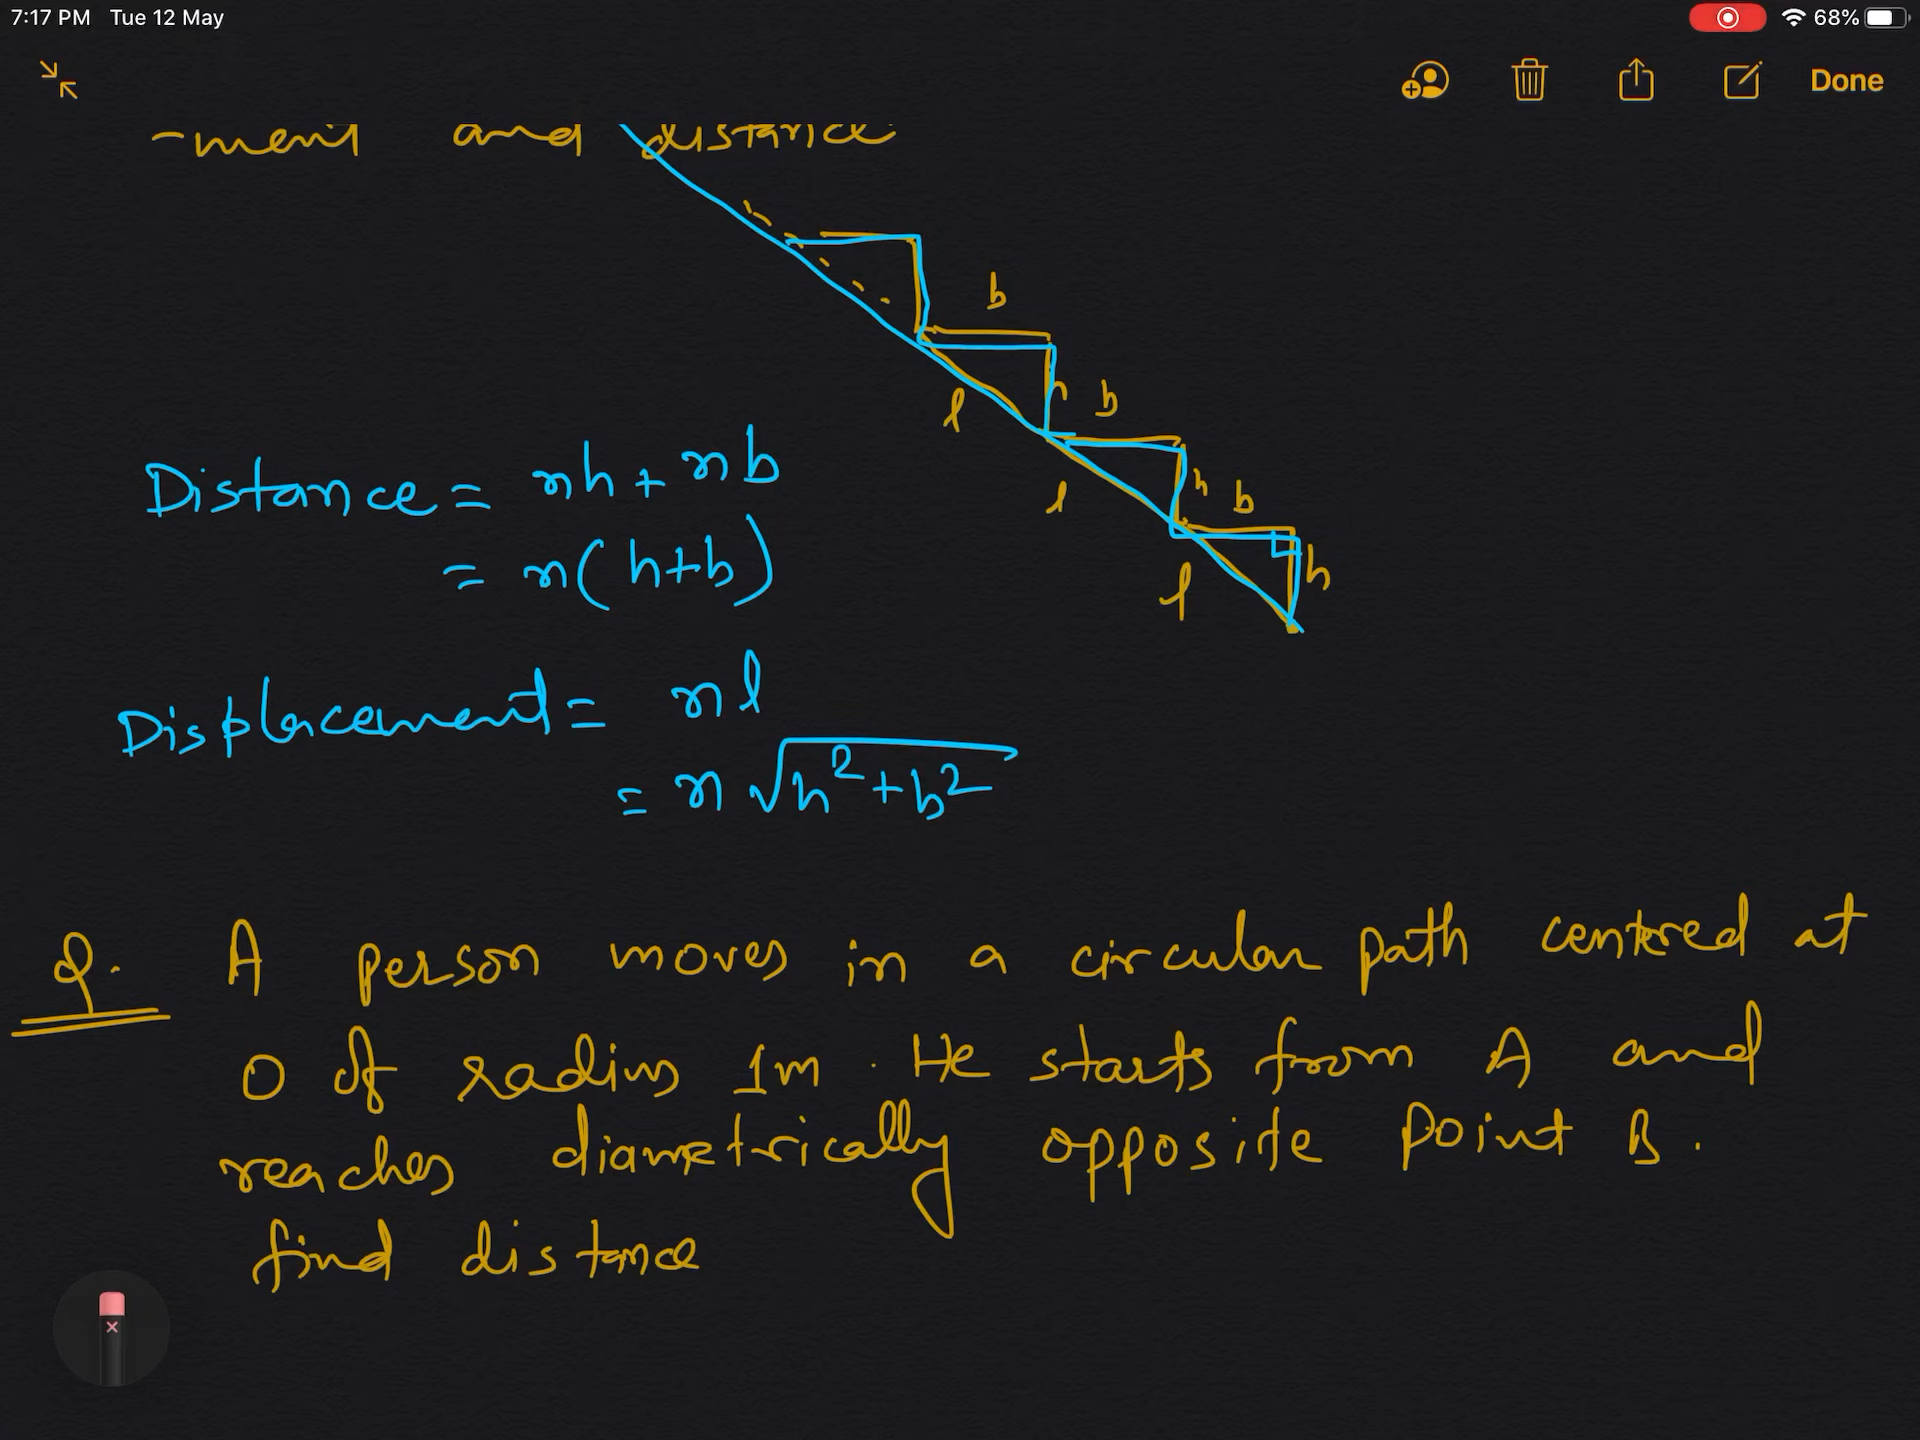 7:17 PM Tue 12 May
68%
Done
-ment and distance
b
h b
l
h b
l
h
l
Distance = nh + nb
= n(h+b)
Displacement = nl
= n √h²+b²
Q. A person moves in a circular path centered at
O of radius 1m. He starts from A and
reaches diametrically opposite point B.
find distance